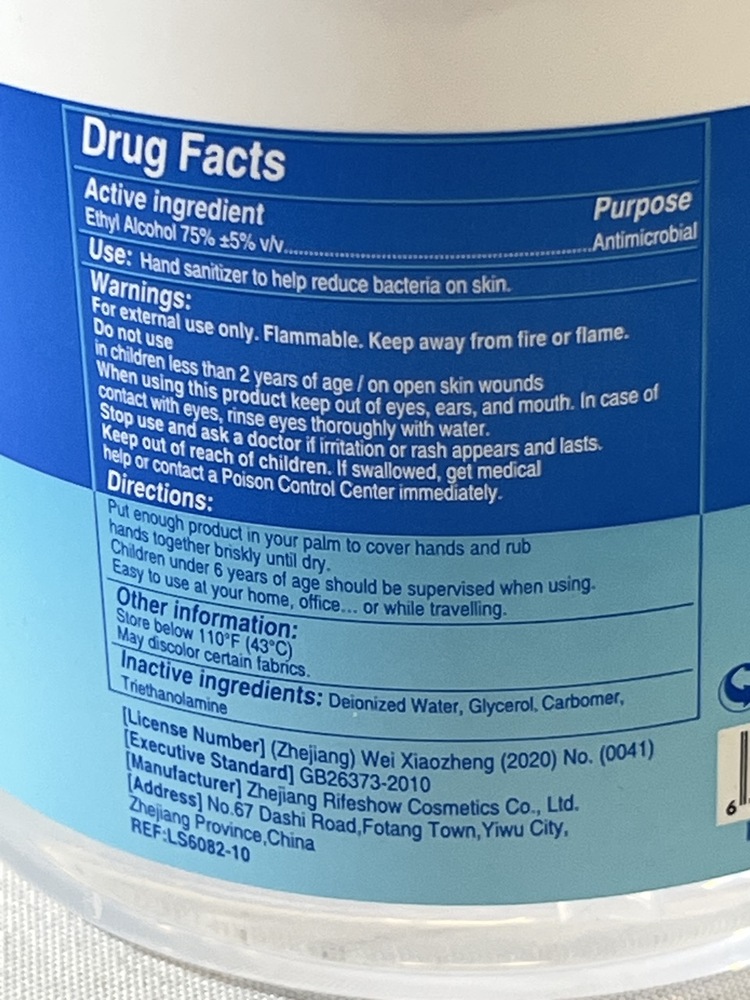 Drug Facts
Active ingredient Purpose
Ethyl Alcohol 75% ±5% v/v..........Antimicrobial
Use: Hand sanitizer to help reduce bacteria on skin.
Warnings:
For external use only. Flammable. Keep away from fire or flame.
Do not use
in children less than 2 years of age / on open skin wounds
When using this product keep out of eyes, ears, and mouth. In case of
contact with eyes, rinse eyes thoroughly with water.
Stop use and ask a doctor if irritation or rash appears and lasts.
Keep out of reach of children. If swallowed, get medical
help or contact a Poison Control Center immediately.
Directions:
Put enough product in your palm to cover hands and rub
hands together briskly until dry.
Children under 6 years of age should be supervised when using.
Easy to use at your home, office... or while travelling.
Other information:
Store below 110°F (43°C)
May discolor certain fabrics.
Inactive ingredients: Deionized Water, Glycerol, Carbomer,
Triethanolamine
[License Number] (Zhejiang) Wei Xiaozheng (2020) No. (0041)
[Executive Standard] GB26373-2010
[Manufacturer] Zhejiang Rifeshow Cosmetics Co., Ltd.
[Address] No.67 Dashi Road,Fotang Town,Yiwu City,
Zhejiang Province,China
REF:LS6082-10
6